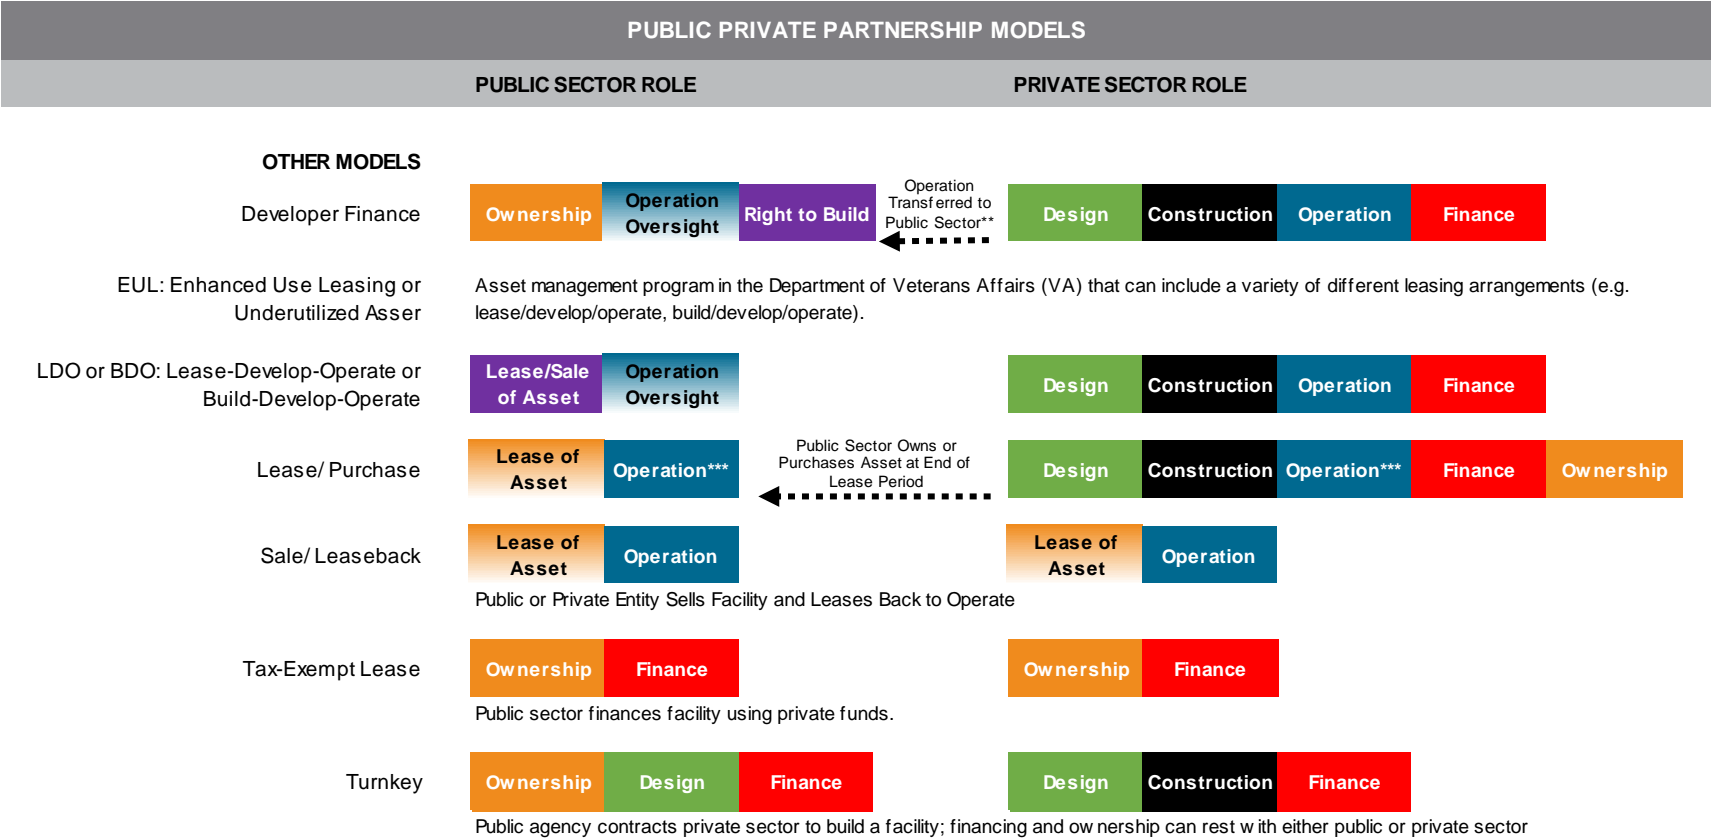 PUBLIC PRIVATE PARTNERSHIP MODELS
PUBLIC SECTOR ROLE
PRIVATE SECTOR ROLE
OTHER MODELS
Developer Finance
Ownership
Operation
Oversight
Right to Build
Operation
Transferred to
Public Sector**
Design
Construction
Operation
Finance
EUL: Enhanced Use Leasing or
Underutilized Asser
Asset management program in the Department of Veterans Affairs (VA) that can include a variety of different leasing arrangements (e.g.
lease/develop/operate, build/develop/operate).
LDO or BDO: Lease-Develop-Operate or
Build-Develop-Operate
Lease/Sale
of Asset
Operation
Oversight
Design
Construction
Operation
Finance
Lease/ Purchase
Lease of
Asset
Operation***
Public Sector Owns or
Purchases Asset at End of
Lease Period
Design
Construction
Operation***
Finance
Ownership
Sale/ Leaseback
Lease of
Asset
Operation
Lease of
Asset
Operation
Public or Private Entity Sells Facility and Leases Back to Operate
Tax-Exempt Lease
Ownership
Finance
Ownership
Finance
Public sector finances facility using private funds.
Turnkey
Ownership
Design
Finance
Design
Construction
Finance
Public agency contracts private sector to build a facility; financing and ownership can rest with either public or private sector